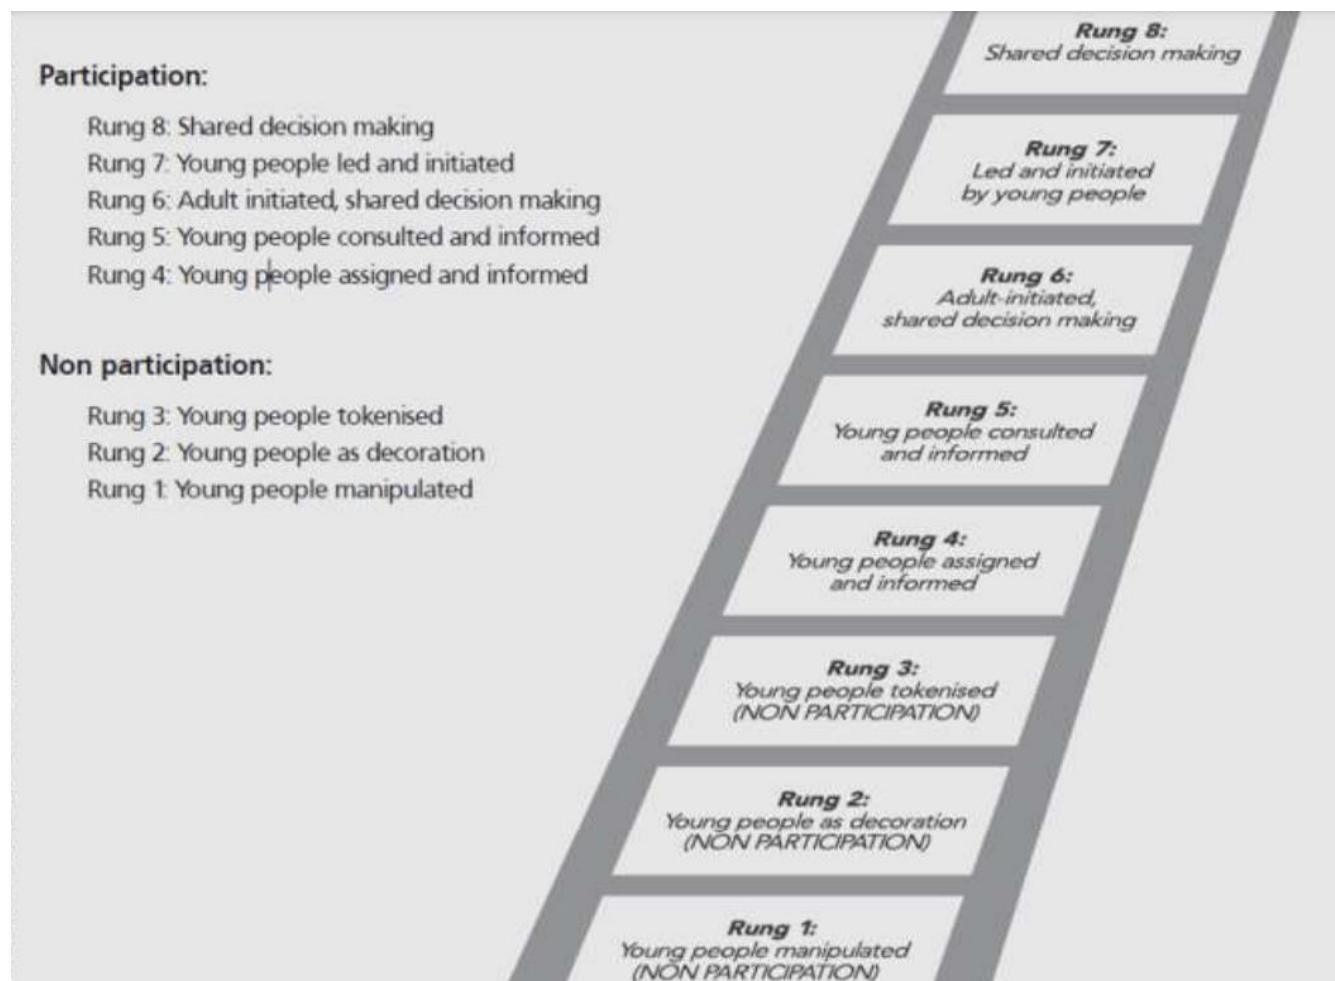 Participation:
Rung 8: Shared decision making
Rung 7: Young people led and initiated
Rung 6: Adult initiated, shared decision making
Rung 5: Young people consulted and informed
Rung 4: Young people assigned and informed
Non participation:
Rung 3: Young people tokenised
Rung 2: Young people as decoration
Rung 1: Young people manipulated
Rung 8:
Shared decision making
Rung 7:
Led and initiated
by young people
Rung 6:
Adult-initiated,
shared decision making
Rung 5:
Young people consulted
and informed
Rung 4:
Young people assigned
and informed
Rung 3:
Young people tokenised
(NON PARTICIPATION)
Rung 2:
Young people as decoration
(NON PARTICIPATION)
Rung 1:
Young people manipulated
(NON PARTICIPATION)